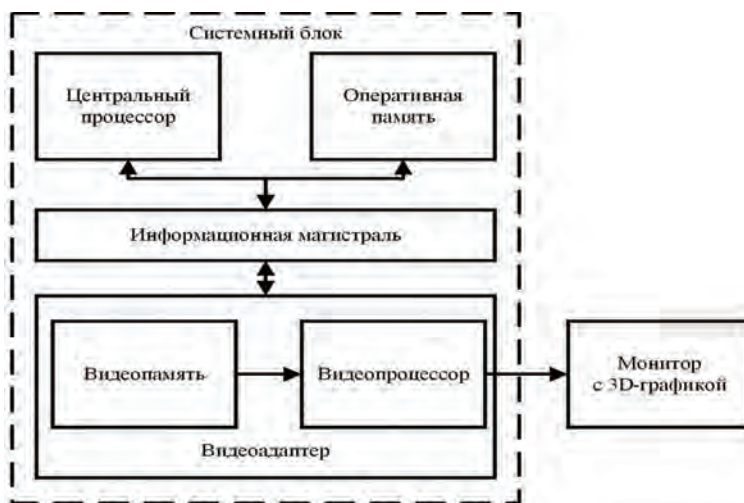 Системный блок
Центральный
процессор
Оперативная
память
Информационная магистраль
Видеопамять
Видеопроцессор
Монитор
с 3D-графикой
Видеоадаптер